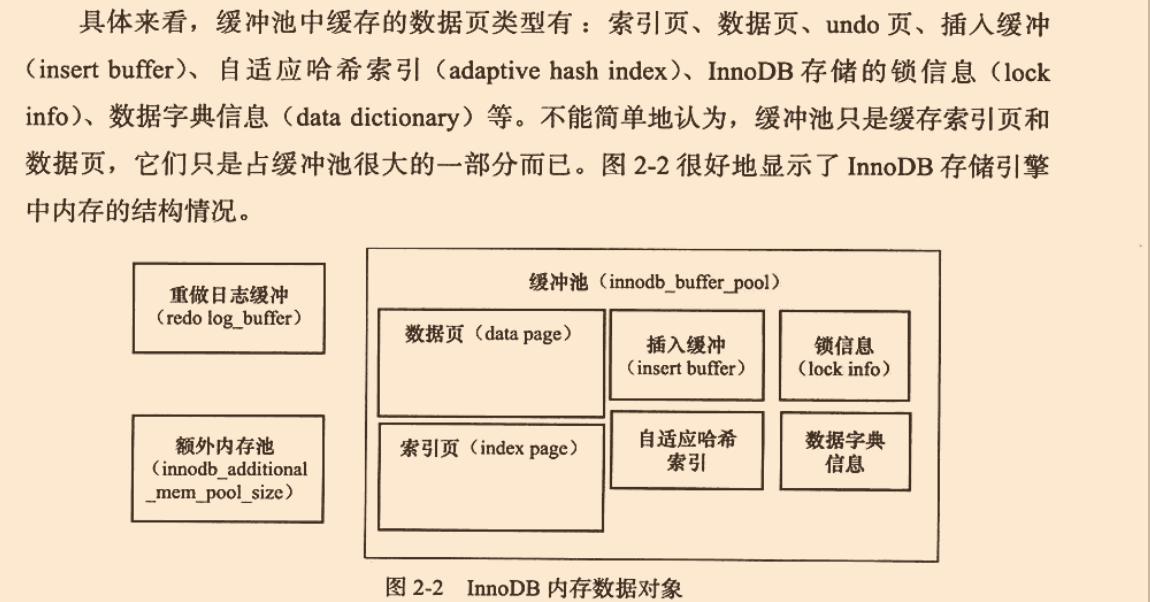 具体来看，缓冲池中缓存的数据页类型有：索引页、数据页、undo 页、插入缓冲
（insert buffer）、自适应哈希索引（adaptive hash index）、InnoDB 存储的锁信息（lock
info）、数据字典信息（data dictionary）等。不能简单地认为，缓冲池只是缓存索引页和
数据页，它们只是占缓冲池很大的一部分而已。图 2-2 很好地显示了 InnoDB 存储引擎
中内存的结构情况。
重做日志缓冲
（redo log_buffer）
额外内存池
（innodb_additional
_mem_pool_size）
缓冲池（innodb_buffer_pool）
数据页（data page）
索引页（index page）
插入缓冲
（insert buffer）
自适应哈希
索引
锁信息
（lock info）
数据字典
信息
图 2-2 InnoDB 内存数据对象